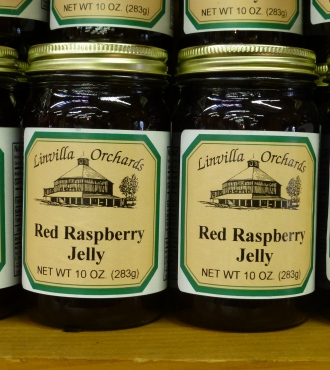 NET WT 10 OZ. (283g)
NET WT 10 OZ. (283g)
Linvilla Orchards
Red Raspberry
Jelly
NET WT 10 OZ. (283g)
Linvilla Orchards
Red Raspberry
Jelly
NET WT 10 OZ. (283g)